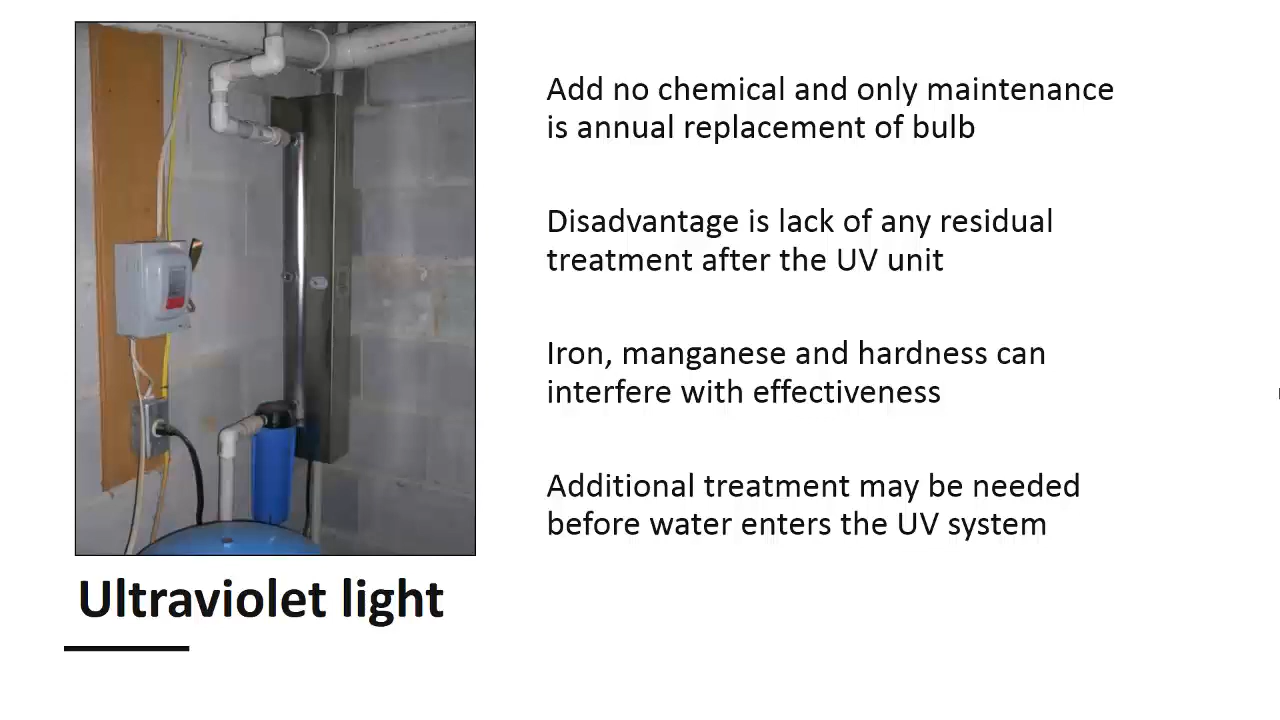 Add no chemical and only maintenance
is annual replacement of bulb
Disadvantage is lack of any residual
treatment after the UV unit
Iron, manganese and hardness can
interfere with effectiveness
Additional treatment may be needed
before water enters the UV system
Ultraviolet light